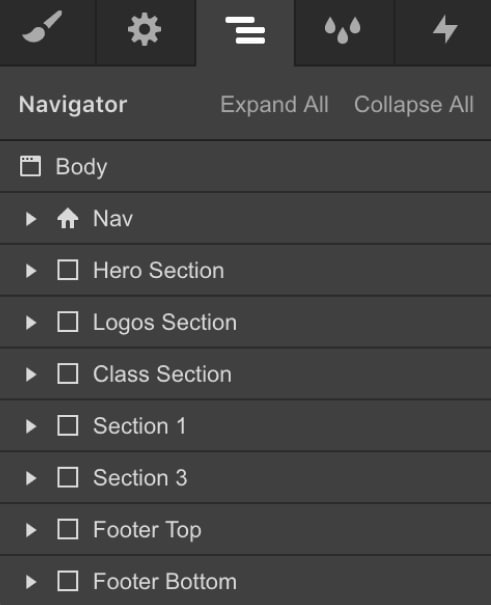 Navigator Expand All Collapse All
Body
Nav
Hero Section
Logos Section
Class Section
Section 1
Section 3
Footer Top
Footer Bottom